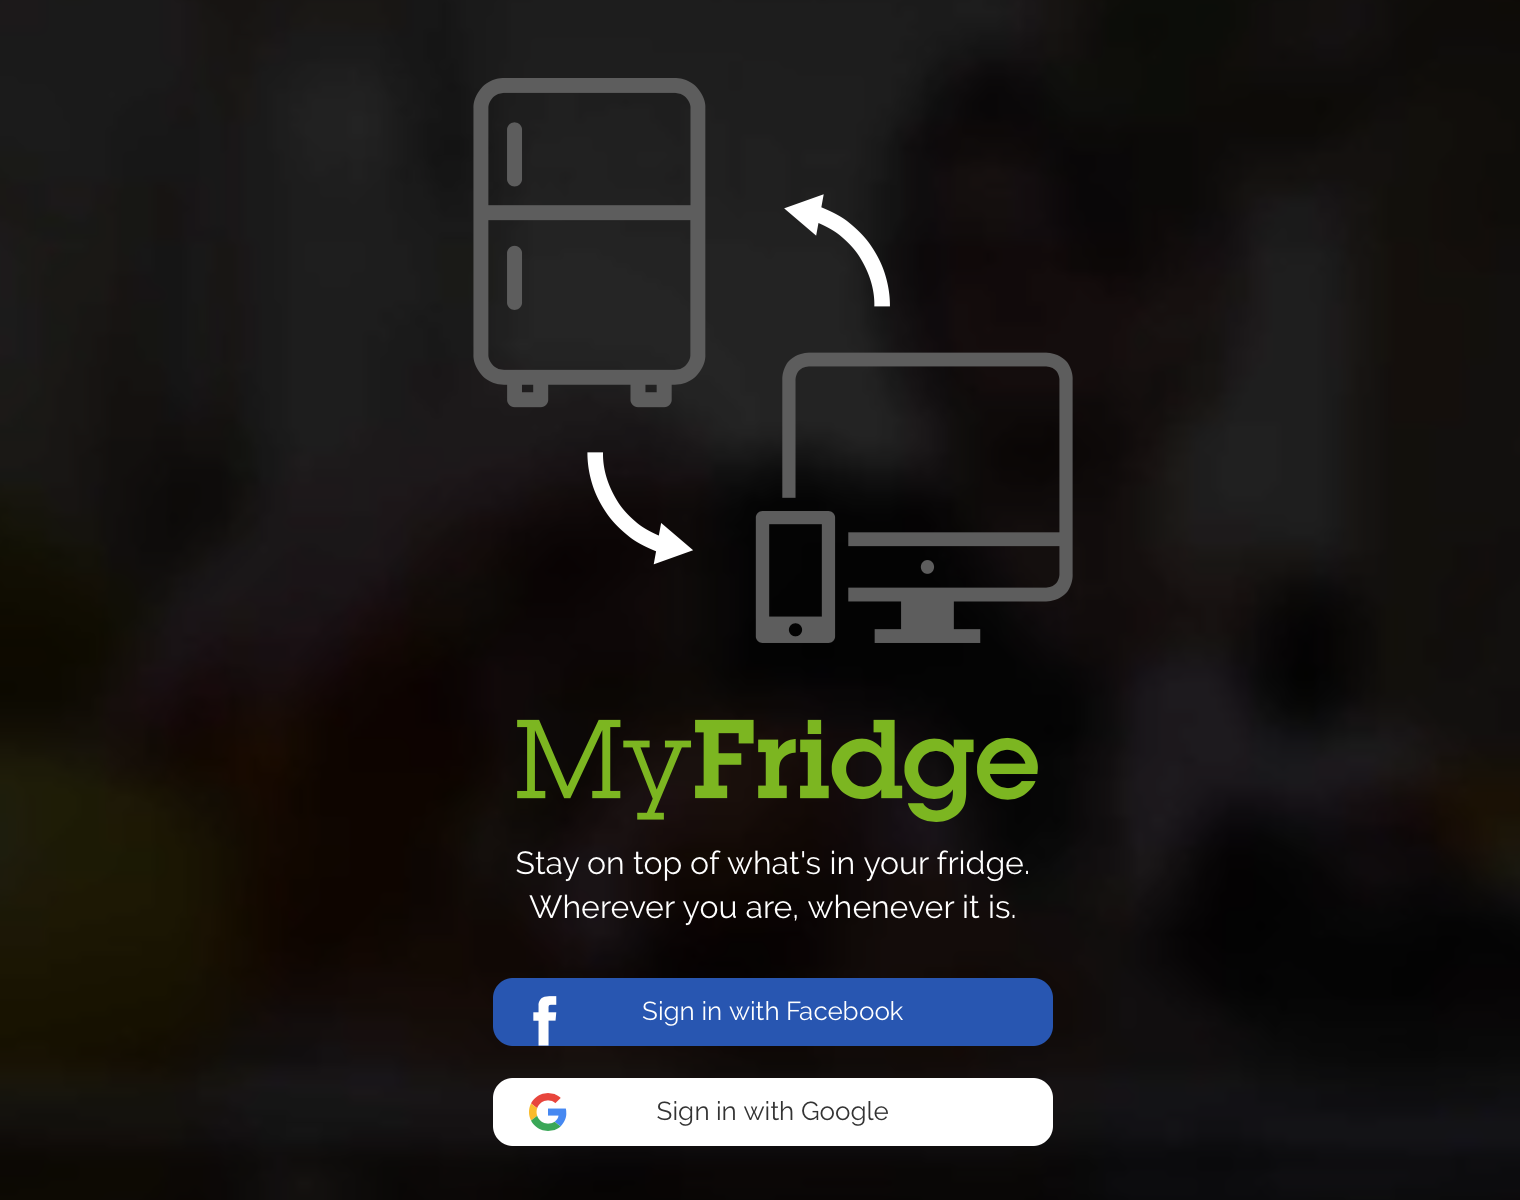 MyFridge
Stay on top of what's in your fridge.
Wherever you are, whenever it is.
Sign in with Facebook
Sign in with Google